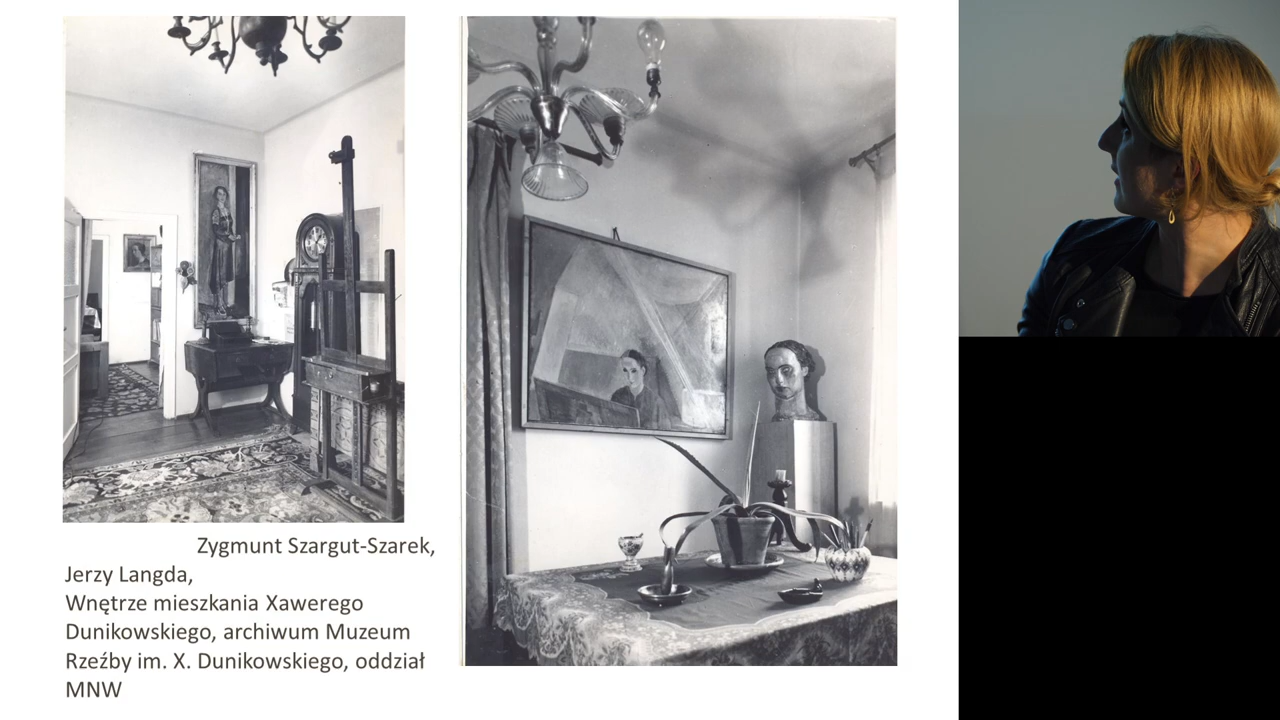 Zygmunt Szargut-Szarek,
Jerzy Langda,
Wnętrze mieszkania Xawerego
Dunikowskiego, archiwum Muzeum
Rzeźby im. X. Dunikowskiego, oddział
MNW